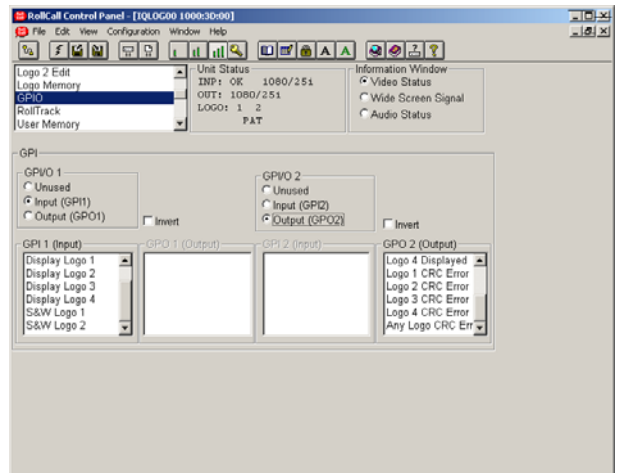 RollCall Control Panel - [IQLOG00 1000:3D:00]
File Edit View Configuration Window Help
Logo 2 Edit
Logo Memory
GPIO
RollTrack
User Memory
Unit Status
INP: OK 1080/25i
OUT: 1080/25i
LOGO: 1 2
PAT
Information Window
Video Status
Wide Screen Signal
Audio Status
GPI
GPI/O 1
Unused
Input (GPI1)
Output (GPO1)
Invert
GPI/O 2
Unused
Input (GPI2)
Output (GPO2)
Invert
GPI 1 (Input)
Display Logo 1
Display Logo 2
Display Logo 3
Display Logo 4
S&W Logo 1
S&W Logo 2
GPO 1 (Output)
GPI 2 (Input)
GPO 2 (Output)
Logo 4 Displayed
Logo 1 CRC Error
Logo 2 CRC Error
Logo 3 CRC Error
Logo 4 CRC Error
Any Logo CRC Err